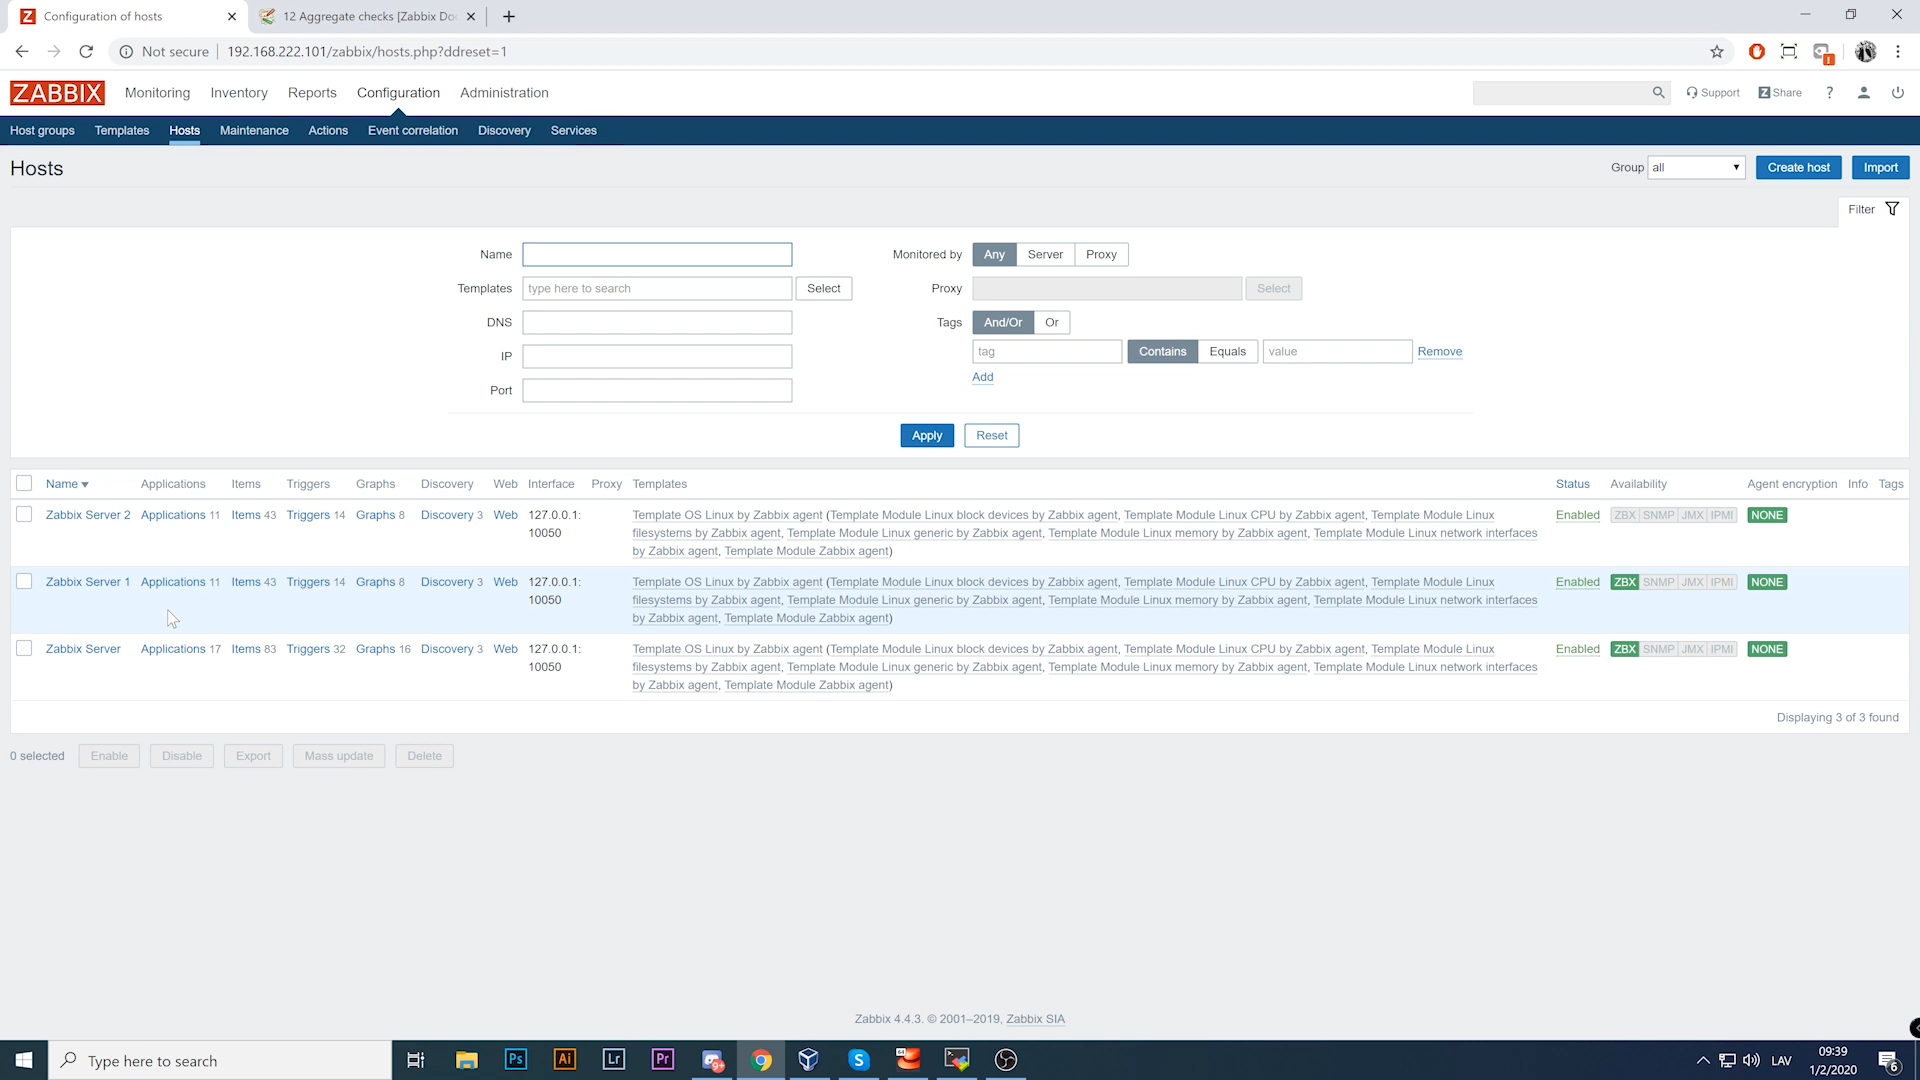 Configuration of hosts
12 Aggregate checks [Zabbix Do
Not secure
192.168.222.101/zabbix/hosts.php?ddreset=1
ZABBIX Monitoring Inventory Reports Configuration Administration
Support Share ?
Host groups Templates Hosts Maintenance Actions Event correlation Discovery Services
Hosts
Group all Create host Import
Filter
Name
Monitored by Any Server Proxy
Templates type here to search Select
Proxy Select
DNS
Tags And/Or Or
IP
tag Contains Equals value Remove
Add
Port
Apply Reset
Name Applications Items Triggers Graphs Discovery Web Interface Proxy Templates Status Availability Agent encryption Info Tags
Zabbix Server 2 Applications 11 Items 43 Triggers 14 Graphs 8 Discovery 3 Web 127.0.0.1: Template OS Linux by Zabbix agent (Template Module Linux block devices by Zabbix agent, Template Module Linux CPU by Zabbix agent, Template Module Linux Enabled ZBX SNMP JMX IPMI NONE
10050 filesystems by Zabbix agent, Template Module Linux generic by Zabbix agent, Template Module Linux memory by Zabbix agent, Template Module Linux network interfaces
by Zabbix agent, Template Module Zabbix agent)
Zabbix Server 1 Applications 11 Items 43 Triggers 14 Graphs 8 Discovery 3 Web 127.0.0.1: Template OS Linux by Zabbix agent (Template Module Linux block devices by Zabbix agent, Template Module Linux CPU by Zabbix agent, Template Module Linux Enabled ZBX SNMP JMX IPMI NONE
10050 filesystems by Zabbix agent, Template Module Linux generic by Zabbix agent, Template Module Linux memory by Zabbix agent, Template Module Linux network interfaces
by Zabbix agent, Template Module Zabbix agent)
Zabbix Server Applications 17 Items 83 Triggers 32 Graphs 16 Discovery 3 Web 127.0.0.1: Template OS Linux by Zabbix agent (Template Module Linux block devices by Zabbix agent, Template Module Linux CPU by Zabbix agent, Template Module Linux Enabled ZBX SNMP JMX IPMI NONE
10050 filesystems by Zabbix agent, Template Module Linux generic by Zabbix agent, Template Module Linux memory by Zabbix agent, Template Module Linux network interfaces
by Zabbix agent, Template Module Zabbix agent)
Displaying 3 of 3 found
0 selected Enable Disable Export Mass update Delete
Zabbix 4.4.3. © 2001–2019, Zabbix SIA
Type here to search
Ps Ai Lr Pr
LAV
09:39
1/2/2020
6